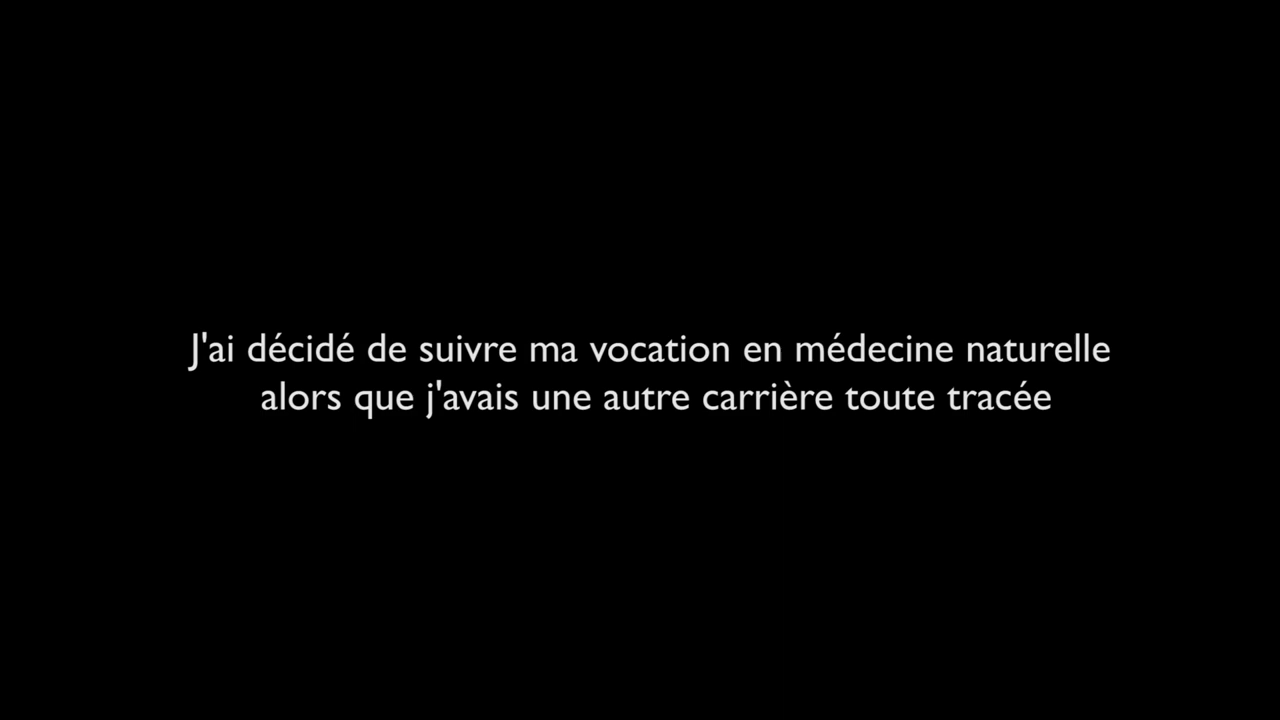 J'ai décidé de suivre ma vocation en médecine naturelle
alors que j'avais une autre carrière toute tracée